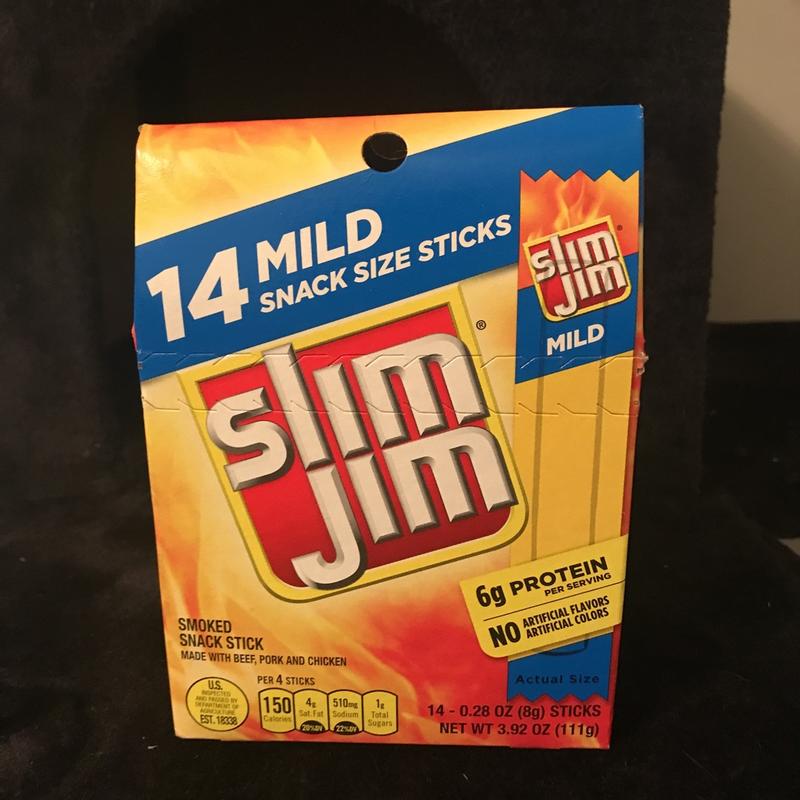 14 MILD
SNACK SIZE STICKS
slim
jim
®
MILD
slim
jim
®
6g PROTEIN
PER SERVING
NO ARTIFICIAL FLAVORS
ARTIFICIAL COLORS
SMOKED
SNACK STICK
MADE WITH BEEF, PORK AND CHICKEN
PER 4 STICKS
U.S.
INSPECTED
AND PASSED BY
DEPARTMENT OF
AGRICULTURE
EST. 18338
150
Calories
4g
Sat. Fat
20% DV
510mg
Sodium
22% DV
1g
Total
Sugars
Actual Size
14 - 0.28 OZ (8g) STICKS
NET WT 3.92 OZ (111g)